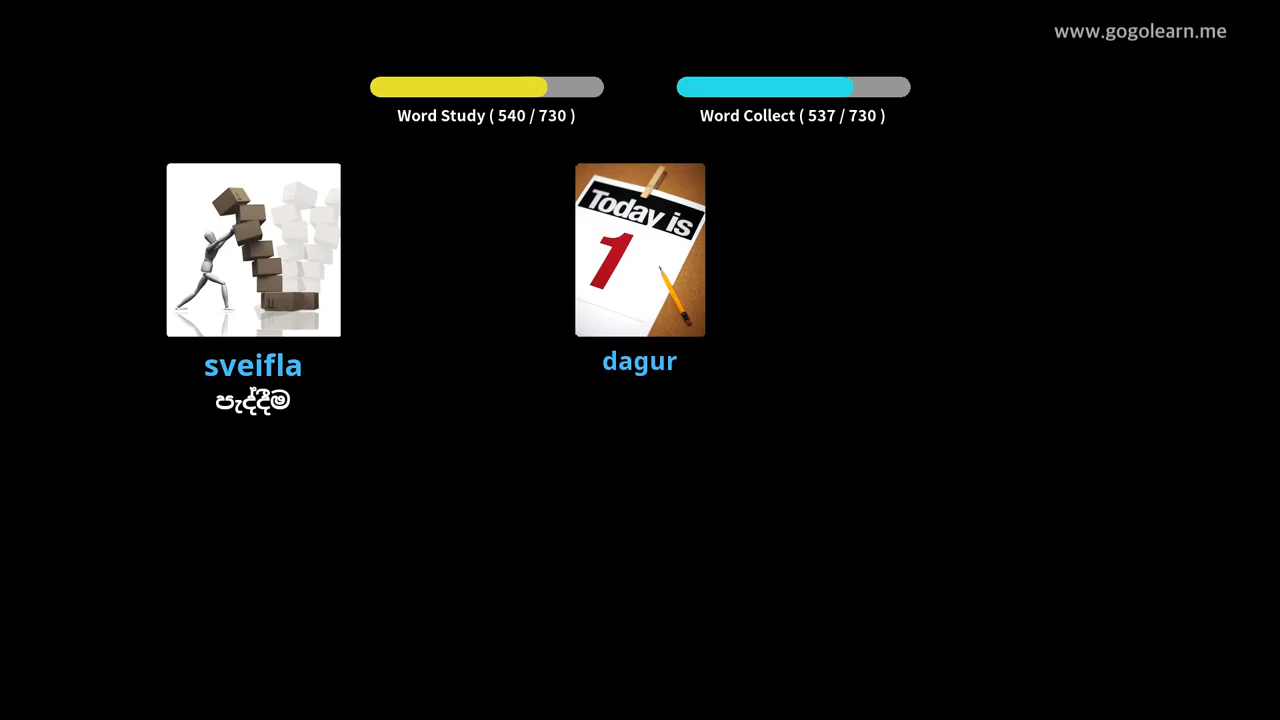 www.gogolearn.me
Word Study ( 540 / 730 )
Word Collect ( 537 / 730 )
Today is
1
sveifla
පැද්දීම
dagur